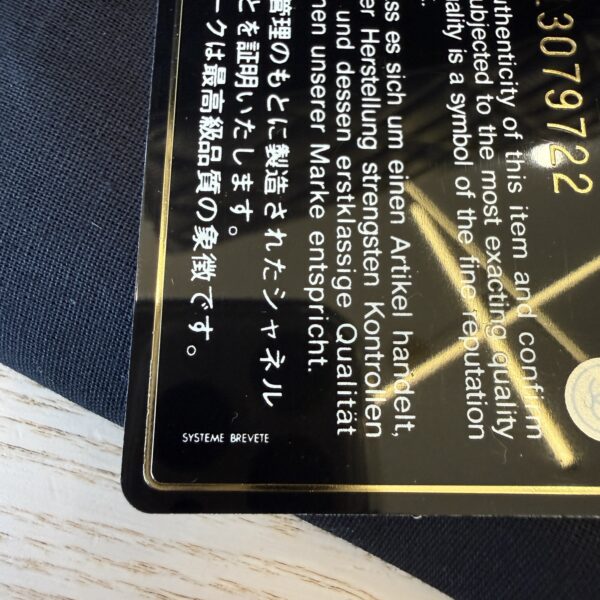 3079722
uthenticity of this item and confirm
subjected to the most exacting quality
uality is a symbol of the fine reputation
ss es sich um einen Artikel handelt,
er Herstellung strengsten Kontrollen
und dessen erstklassige Qualität
nen unserer Marke entspricht.
管理のもとに製造されたシャネル
とを証明いたします。
ークは最高級品質の象徴です。
SYSTEME BREVETE